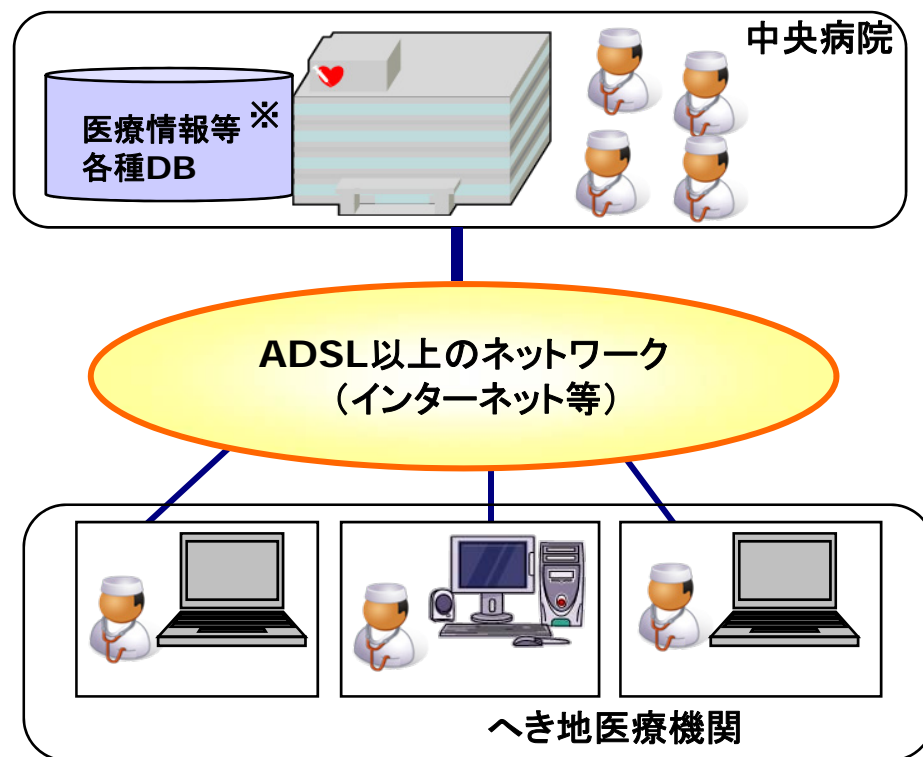 中央病院
医療情報等※
各種DB
ADSL以上のネットワーク
（インターネット等）
へき地医療機関